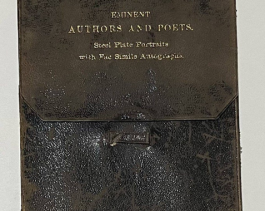 EMINENT
AUTHORS AND POETS.
Steel Plate Portraits
with Fac Simile Autographs.